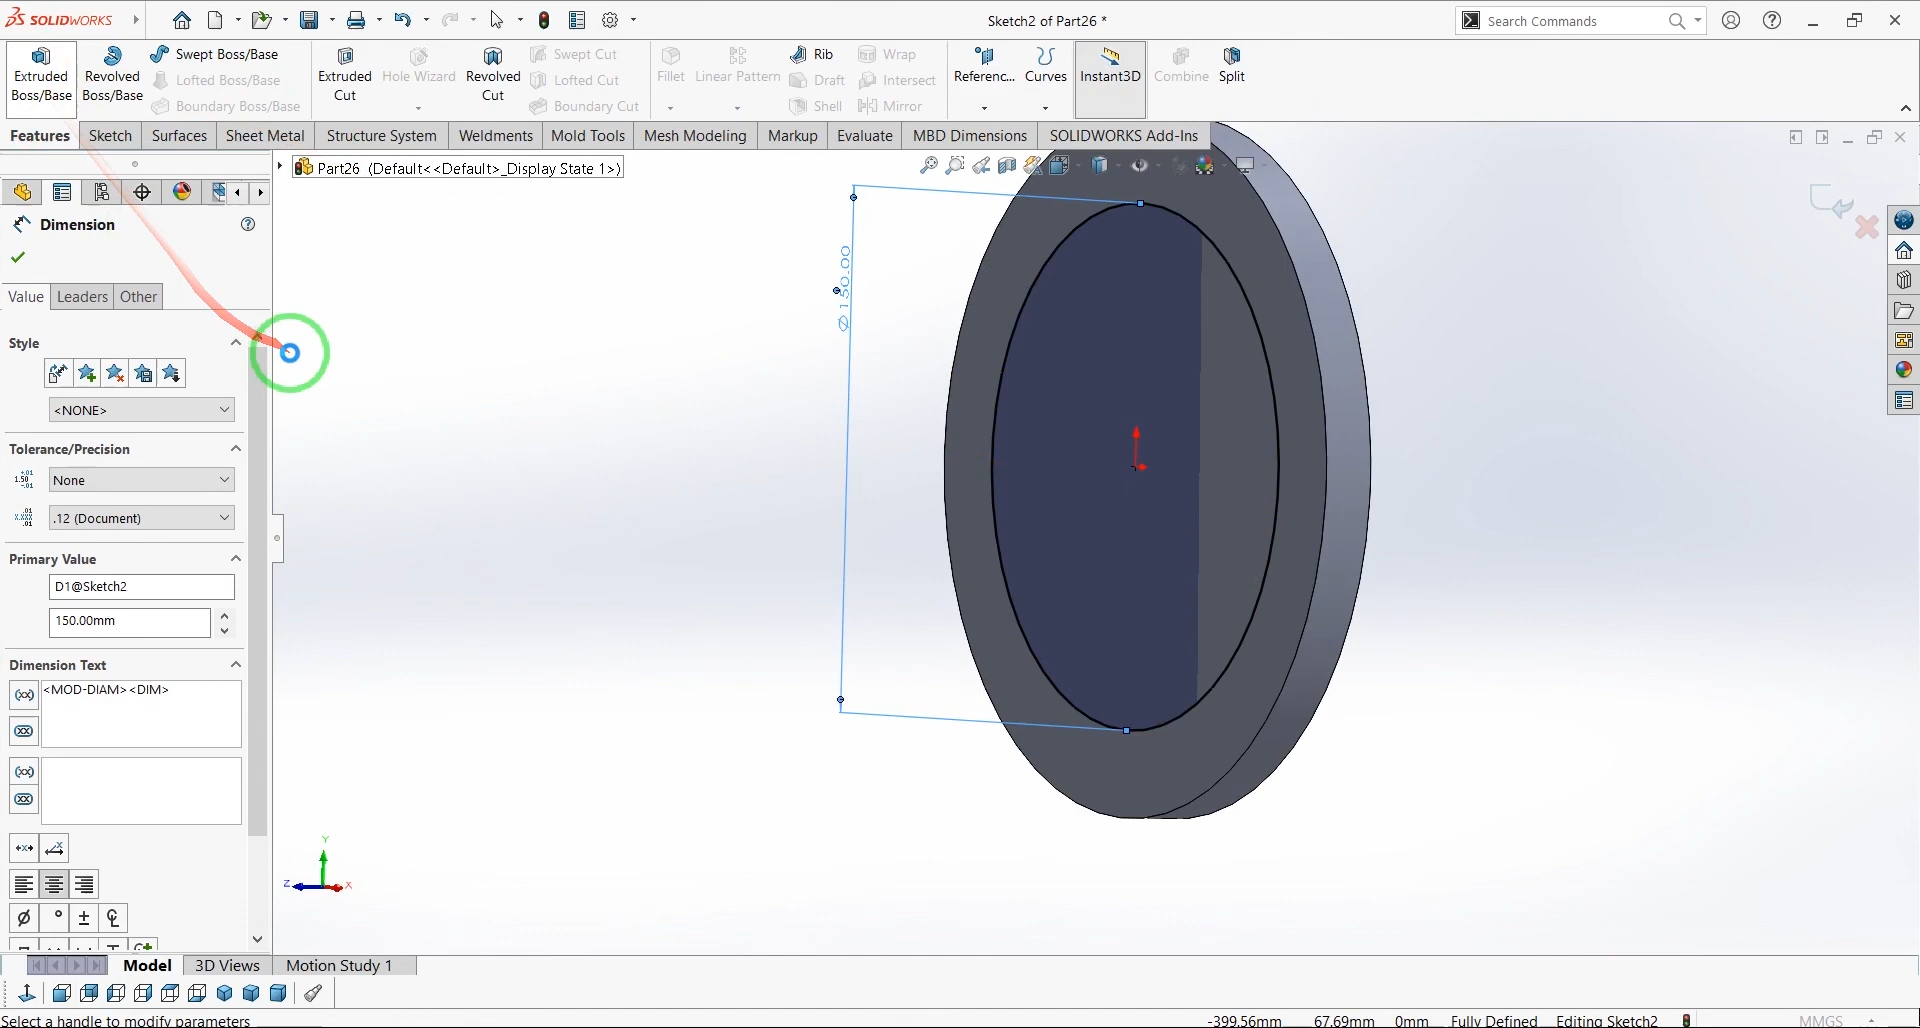 SOLIDWORKS
Sketch2 of Part26 *
Search Commands
Extruded Boss/Base
Revolved Boss/Base
Swept Boss/Base
Lofted Boss/Base
Boundary Boss/Base
Extruded Cut
Hole Wizard
Revolved Cut
Swept Cut
Lofted Cut
Boundary Cut
Fillet
Linear Pattern
Rib
Draft
Shell
Wrap
Intersect
Mirror
Referenc...
Curves
Instant3D
Combine
Split
Features
Sketch
Surfaces
Sheet Metal
Structure System
Weldments
Mold Tools
Mesh Modeling
Markup
Evaluate
MBD Dimensions
SOLIDWORKS Add-Ins
Part26 (Default<<Default>_Display State 1>)
Dimension
Value
Leaders
Other
Style
<NONE>
Tolerance/Precision
None
.12 (Document)
Primary Value
D1@Sketch2
150.00mm
Dimension Text
<MOD-DIAM><DIM>
Ø150.00
Y
Z
X
Model
3D Views
Motion Study 1
Select a handle to modify parameters
-399.56mm
67.69mm
0mm
Fully Defined
Editing Sketch2
MMGS